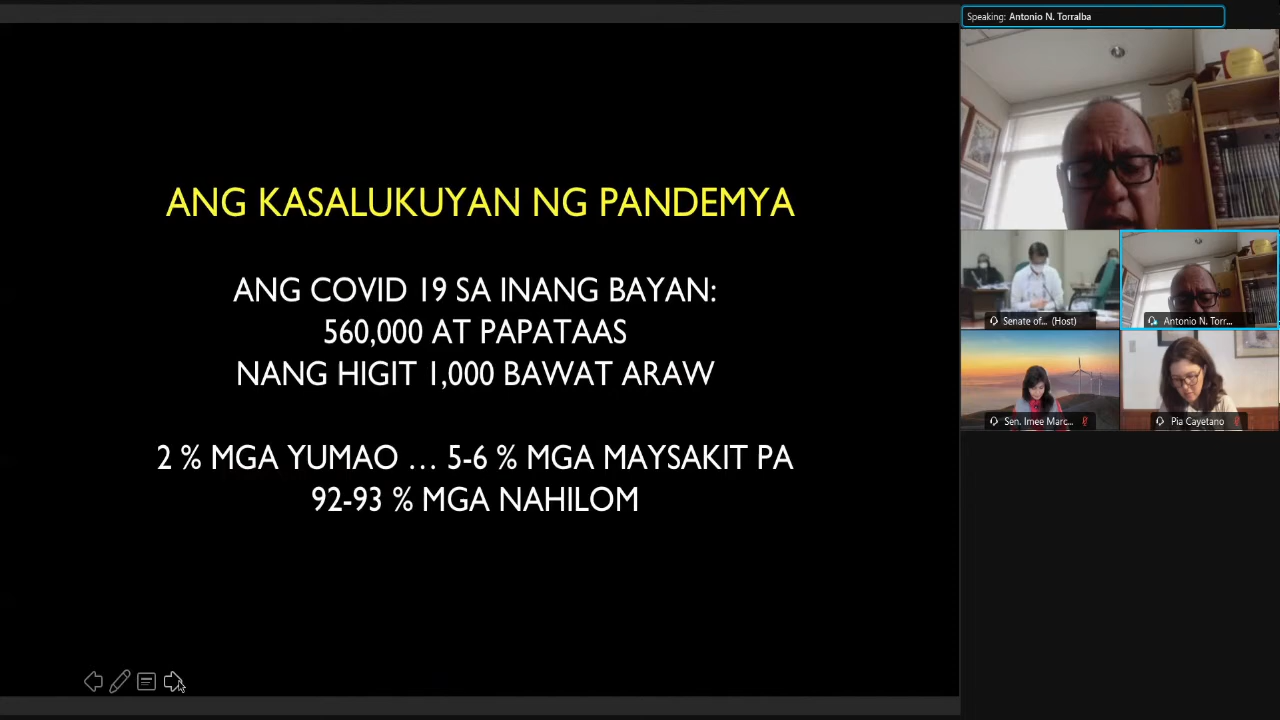 ANG KASALUKUYAN NG PANDEMYA
ANG COVID 19 SA INANG BAYAN:
560,000 AT PAPATAAS
NANG HIGIT 1,000 BAWAT ARAW
2 % MGA YUMAO … 5-6 % MGA MAYSAKIT PA
92-93 % MGA NAHILOM
Speaking: Antonio N. Torralba
Senate of... (Host)
Antonio N. Torr...
Sen. Imee Marc...
Pia Cayetano